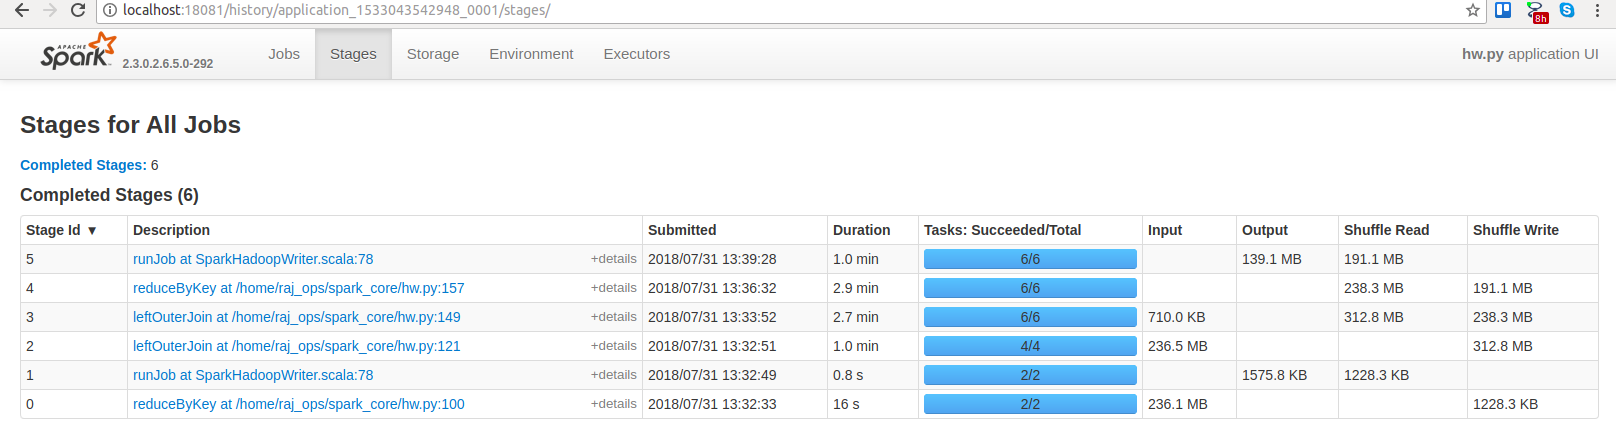 localhost:18081/history/application_1533043542948_0001/stages/
8h
APACHE Spark 2.3.0.2.6.5.0-292 Jobs Stages Storage Environment Executors hw.py application UI
Stages for All Jobs
Completed Stages: 6
Completed Stages (6)
Stage Id ▼ Description Submitted Duration Tasks: Succeeded/Total Input Output Shuffle Read Shuffle Write
5 runJob at SparkHadoopWriter.scala:78 +details 2018/07/31 13:39:28 1.0 min 6/6 139.1 MB 191.1 MB
4 reduceByKey at /home/raj_ops/spark_core/hw.py:157 +details 2018/07/31 13:36:32 2.9 min 6/6 238.3 MB 191.1 MB
3 leftOuterJoin at /home/raj_ops/spark_core/hw.py:149 +details 2018/07/31 13:33:52 2.7 min 6/6 710.0 KB 312.8 MB 238.3 MB
2 leftOuterJoin at /home/raj_ops/spark_core/hw.py:121 +details 2018/07/31 13:32:51 1.0 min 4/4 236.5 MB 312.8 MB
1 runJob at SparkHadoopWriter.scala:78 +details 2018/07/31 13:32:49 0.8 s 2/2 1575.8 KB 1228.3 KB
0 reduceByKey at /home/raj_ops/spark_core/hw.py:100 +details 2018/07/31 13:32:33 16 s 2/2 236.1 MB 1228.3 KB